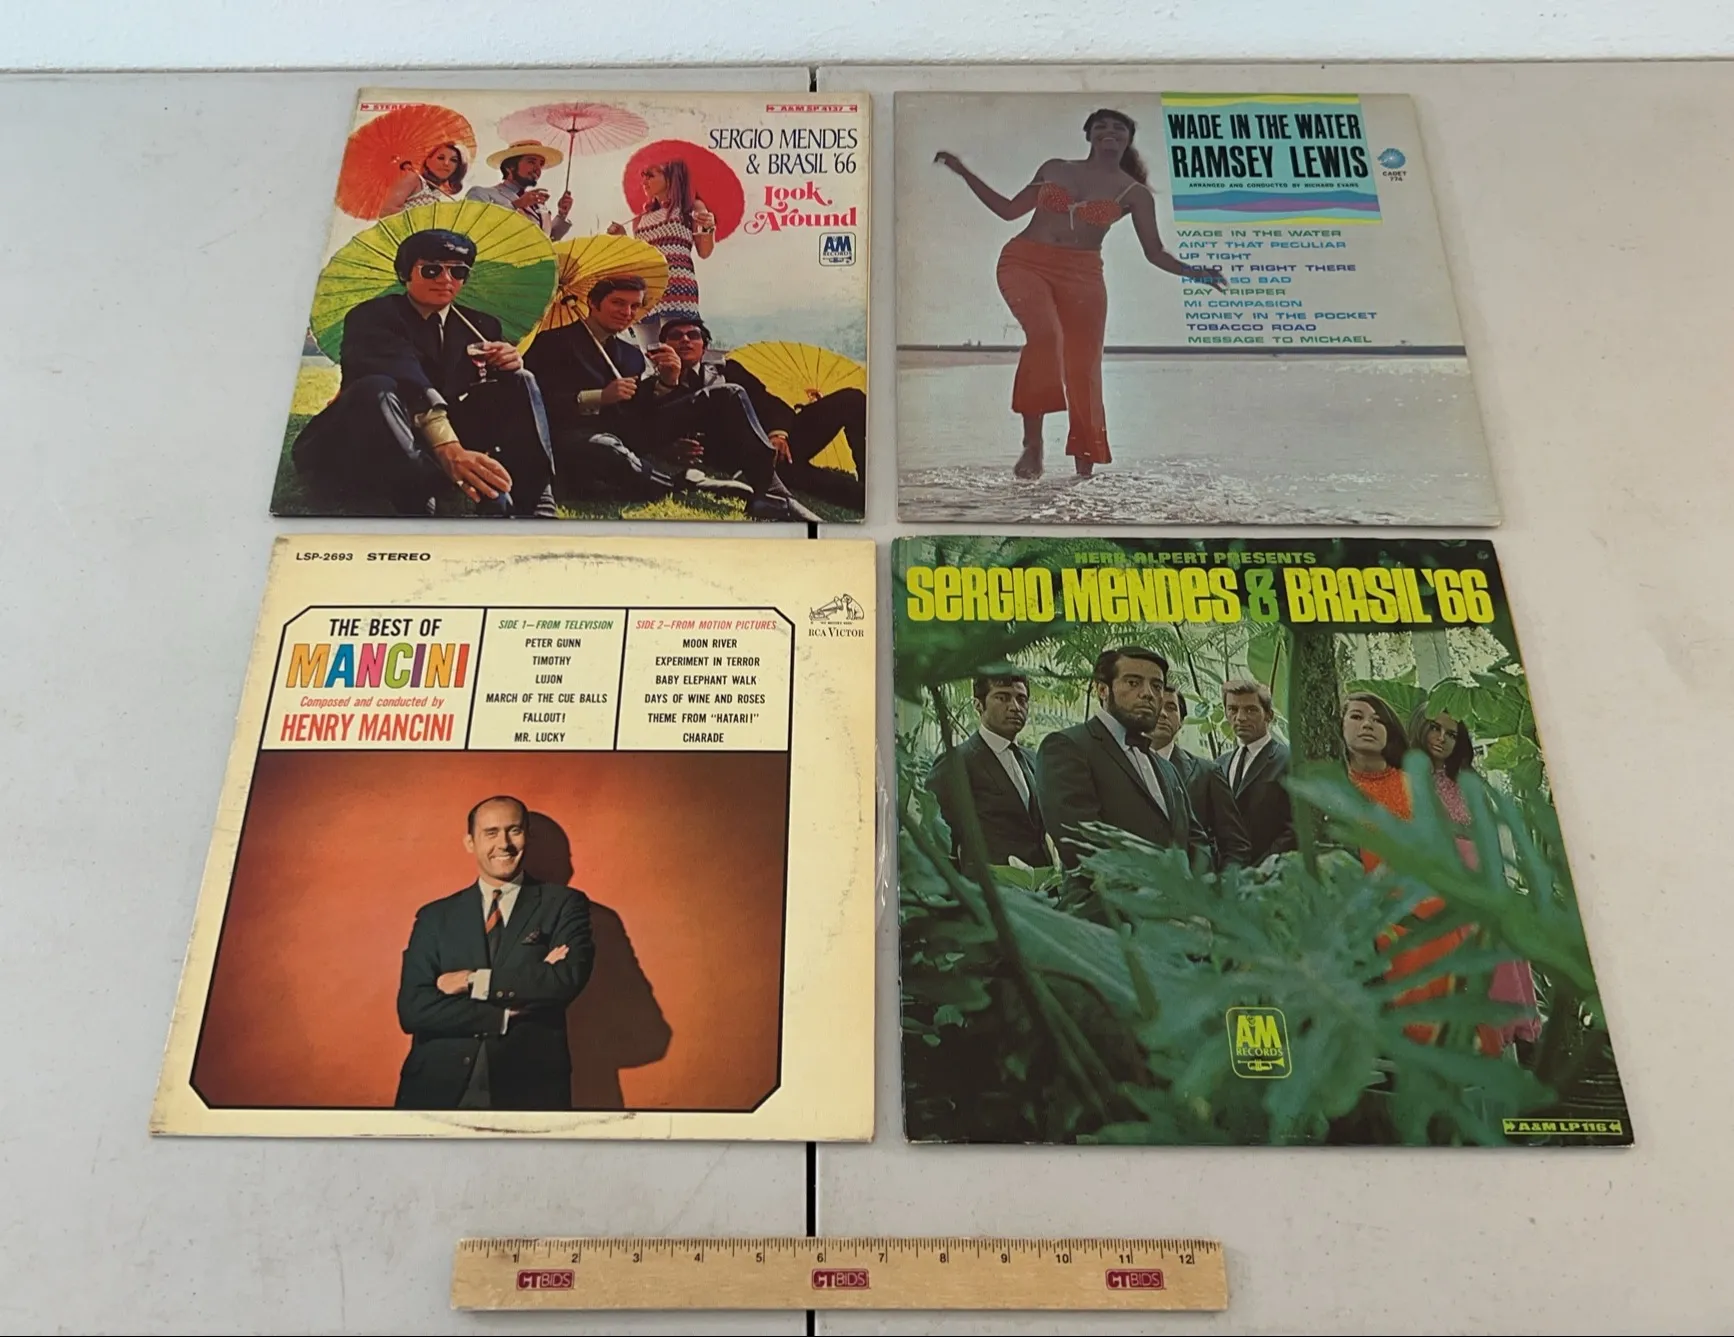 STEREO
A&M SP 4137
SERGIO MENDES
& BRASIL '66
Look
Around
A&M
RECORDS
WADE IN THE WATER
RAMSEY LEWIS
ARRANGED AND CONDUCTED BY RICHARD EVANS
CADET
774
WADE IN THE WATER
AIN'T THAT PECULIAR
UP TIGHT
HOLD IT RIGHT THERE
HURT SO BAD
DAY TRIPPER
MI COMPASION
MONEY IN THE POCKET
TOBACCO ROAD
MESSAGE TO MICHAEL
LSP-2693 STEREO
THE BEST OF
MANCINI
Composed and conducted by
HENRY MANCINI
SIDE 1—FROM TELEVISION
PETER GUNN
TIMOTHY
LUJON
MARCH OF THE CUE BALLS
FALLOUT!
MR. LUCKY
SIDE 2—FROM MOTION PICTURES
MOON RIVER
EXPERIMENT IN TERROR
BABY ELEPHANT WALK
DAYS OF WINE AND ROSES
THEME FROM "HATARI!"
CHARADE
RCA VICTOR
HERB ALPERT PRESENTS
SERGIO MENDES & BRASIL '66
A&M
RECORDS
A&M LP 116
1 2 3 4 5 6 7 8 9 10 11 12
CTBIDS CTBIDS CTBIDS